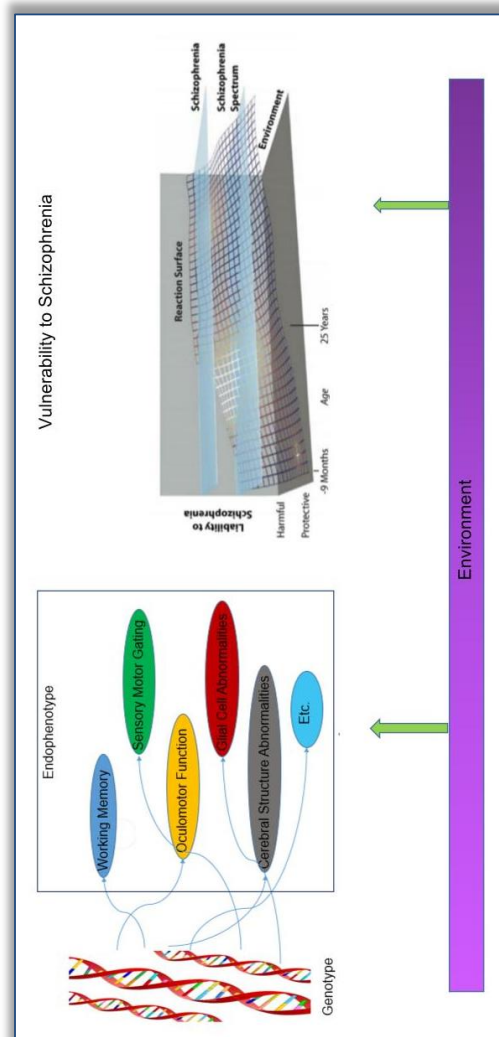 Vulnerability to Schizophrenia
Endophenotype
Working Memory
Sensory Motor Gating
Oculomotor Function
Glial Cell Abnormalities
Cerebral Structure Abnormalities
Etc.
Genotype
Liability to
Schizophrenia
Reaction Surface
Schizophrenia
Schizophrenia
Spectrum
Environment
Harmful
Protective
-9 Months
Age
25 Years
Environment